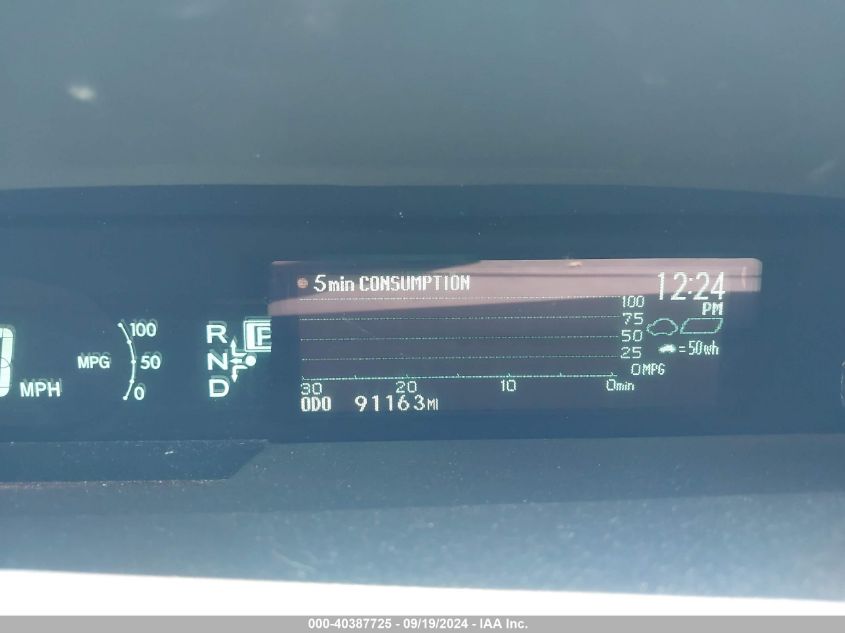 5min CONSUMPTION
12:24
PM
100
75
50
25
0MPG
= 50wh
30 20 10 0min
ODO 91163MI
MPH
MPG
100
50
0
R
N
D
P
000-40387725 - 09/19/2024 - IAA Inc.